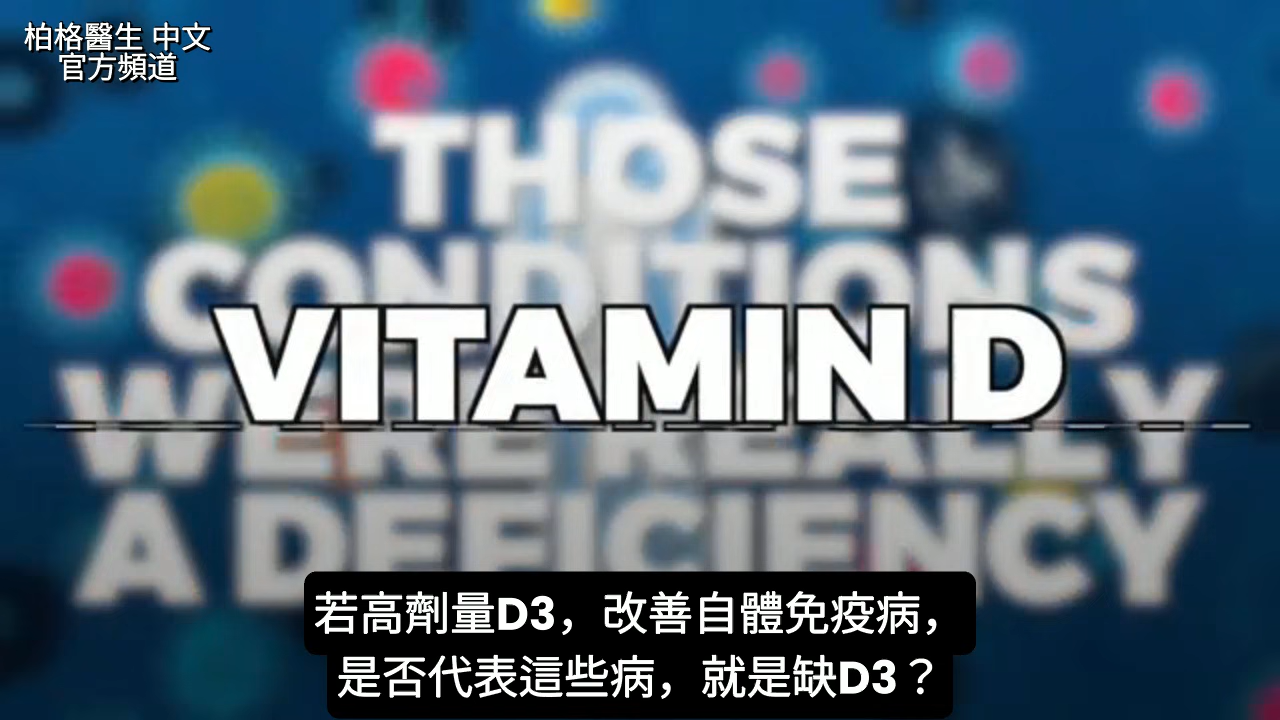 柏格醫生 中文
官方頻道
THOSE
CONDITIONS
VITAMIN D
WERE REALLY
A DEFICIENCY
若高劑量D3，改善自體免疫病，
是否代表這些病，就是缺D3？